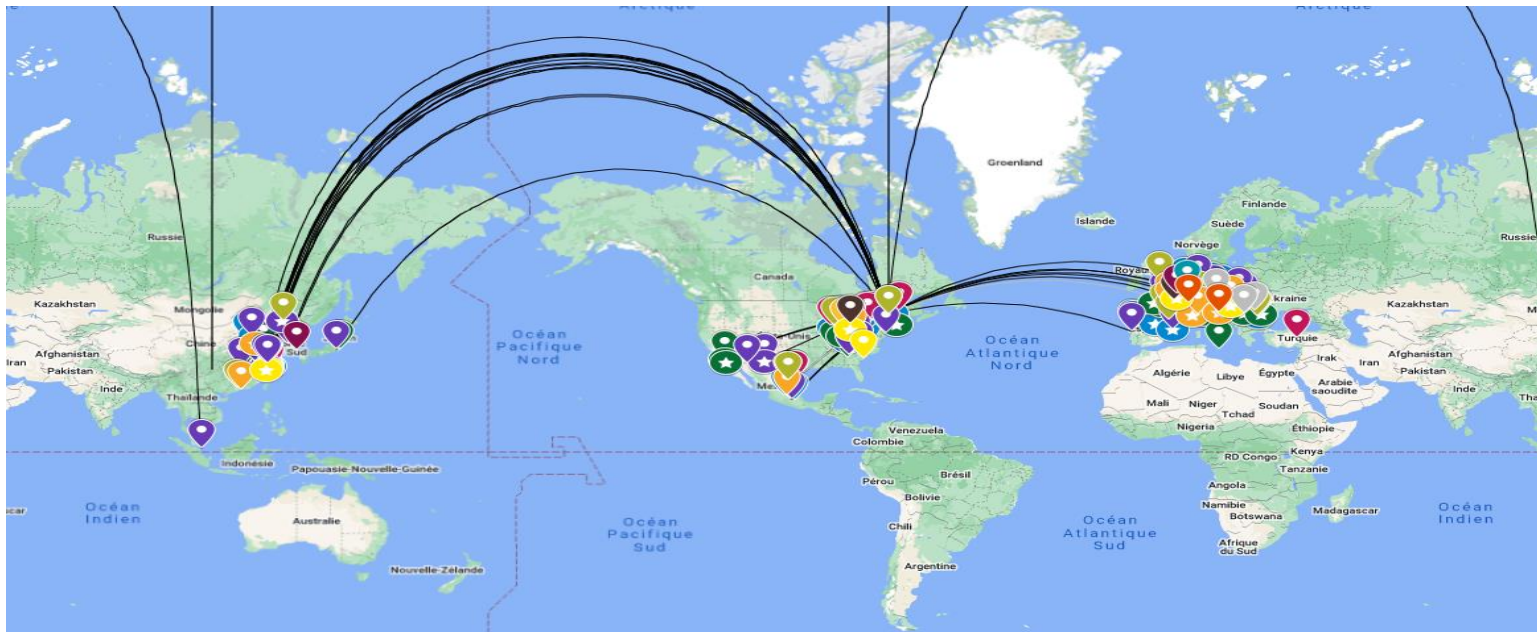 Arctique
Arctique
Groenland
Finlande
Islande
Suède
Russie
Norvège
Russie
Canada
Kazakhstan
Mongolie
Kazakhstan
Océan
Pacifique
Nord
Océan
Atlantique
Nord
Chine
Sud
Turquie
Iran
Afghanistan
Pakistan
Inde
Thaïlande
Algérie
Libye
Égypte
Irak
Iran
Arabie
saoudite
Afghanistan
Pakistan
Inde
Mali
Niger
Tchad
Soudan
Nigeria
Éthiopie
Venezuela
Colombie
Indonésie
Papouasie-Nouvelle-Guinée
RD Congo
Kenya
Tanzanie
Pérou
Brésil
Bolivie
Angola
Namibie
Botswana
Madagascar
Océan
Indien
Australie
Océan
Pacifique
Sud
Chili
Océan
Atlantique
Sud
Océan
Indien
Afrique
du Sud
Argentine
Nouvelle-Zélande